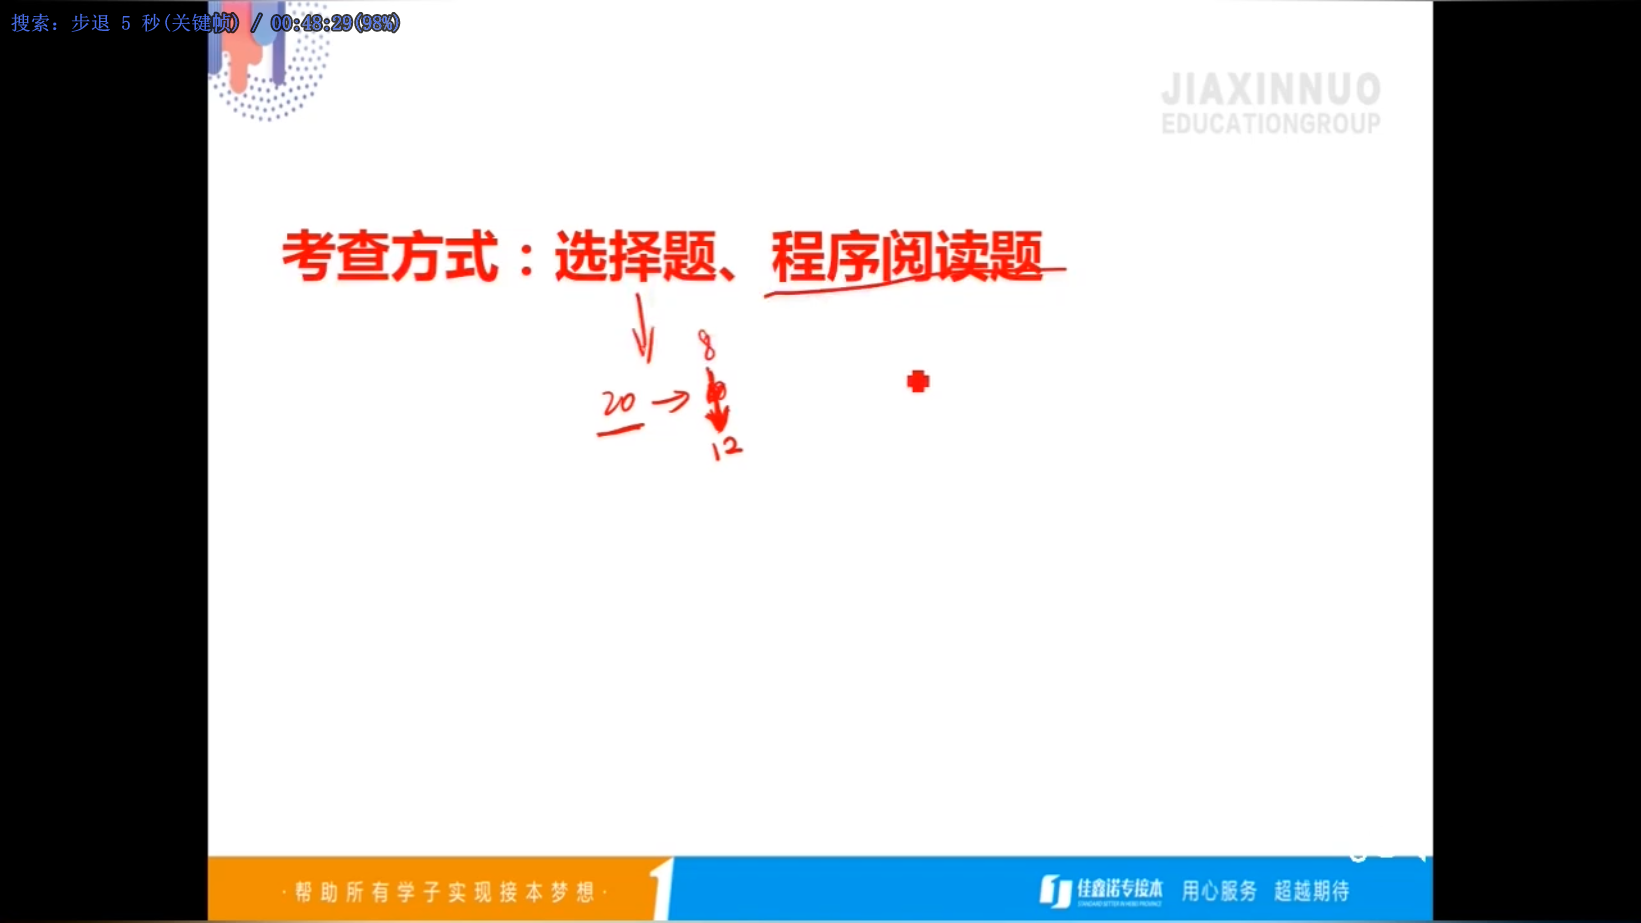 搜索: 步退 5 秒(关键帧) / 00:48:29(98%)
JIAXINNUO
EDUCATIONGROUP
考查方式：选择题、程序阅读题
8
20 →
12
·帮助所有学子实现接本梦想·
佳鑫诺专接本 用心服务 超越期待